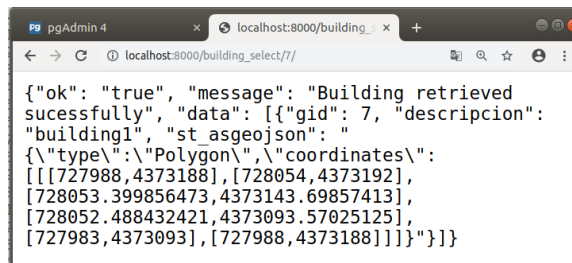 pgAdmin 4
localhost:8000/building_s
localhost:8000/building_select/7/
{"ok": "true", "message": "Building retrieved
sucessfully", "data": [{"gid": 7, "descripcion":
"building1", "st_asgeojson": "
{\"type\":\"Polygon\",\"coordinates\":
[[[727988,4373188],[728054,4373192],
[728053.399856473,4373143.69857413],
[728052.488432421,4373093.57025125],
[727983,4373093],[727988,4373188]]]}"}]}